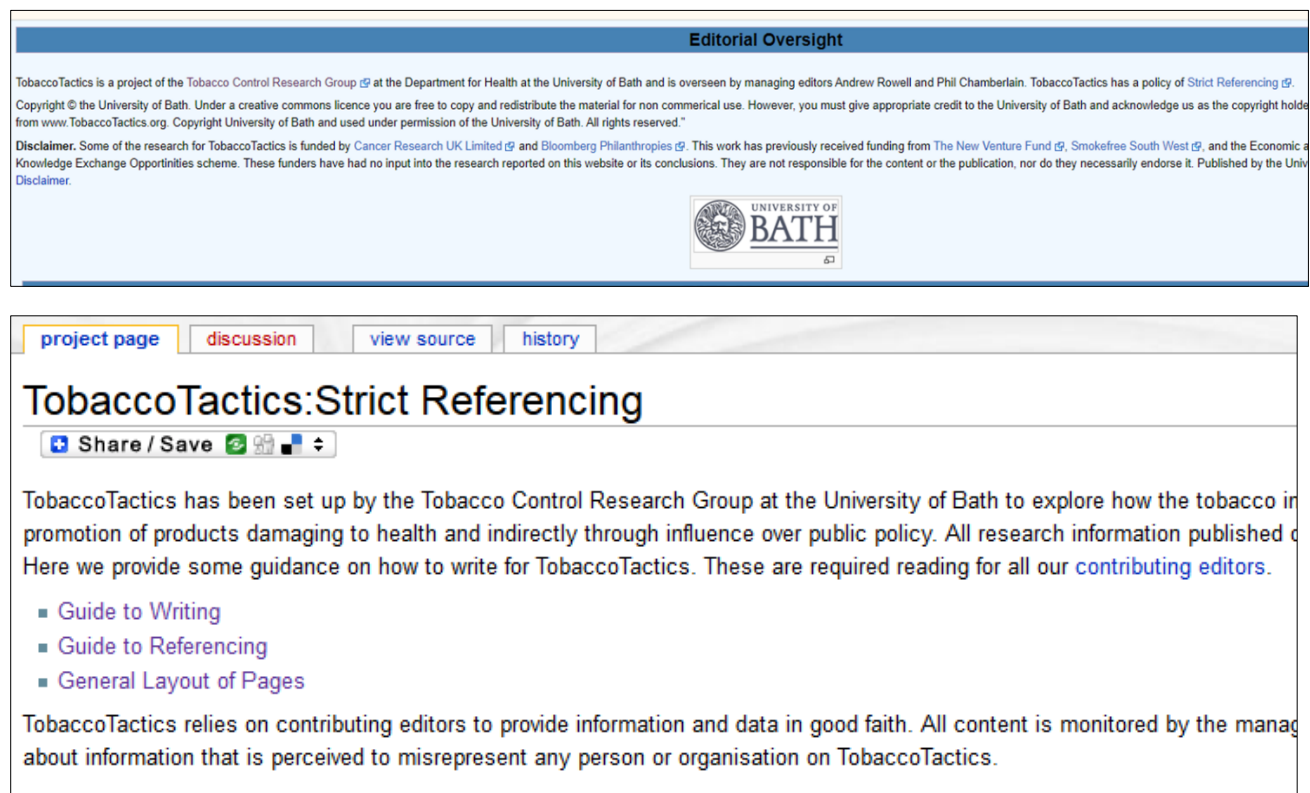 Editorial Oversight
TobaccoTactics is a project of the Tobacco Control Research Group at the Department for Health at the University of Bath and is overseen by managing editors Andrew Rowell and Phil Chamberlain. TobaccoTactics has a policy of Strict Referencing.
Copyright © the University of Bath. Under a creative commons licence you are free to copy and redistribute the material for non commerical use. However, you must give appropriate credit to the University of Bath and acknowledge us as the copyright holde
from www.TobaccoTactics.org. Copyright University of Bath and used under permission of the University of Bath. All rights reserved."
Disclaimer. Some of the research for TobaccoTactics is funded by Cancer Research UK Limited and Bloomberg Philanthropies. This work has previously received funding from The New Venture Fund, Smokefree South West, and the Economic a
Knowledge Exchange Opportinities scheme. These funders have had no input into the research reported on this website or its conclusions. They are not responsible for the content or the publication, nor do they necessarily endorse it. Published by the Univ
Disclaimer.
UNIVERSITY OF
BATH
project page discussion view source history
TobaccoTactics:Strict Referencing
Share / Save
TobaccoTactics has been set up by the Tobacco Control Research Group at the University of Bath to explore how the tobacco in
promotion of products damaging to health and indirectly through influence over public policy. All research information published o
Here we provide some guidance on how to write for TobaccoTactics. These are required reading for all our contributing editors.
Guide to Writing
Guide to Referencing
General Layout of Pages
TobaccoTactics relies on contributing editors to provide information and data in good faith. All content is monitored by the manag
about information that is perceived to misrepresent any person or organisation on TobaccoTactics.